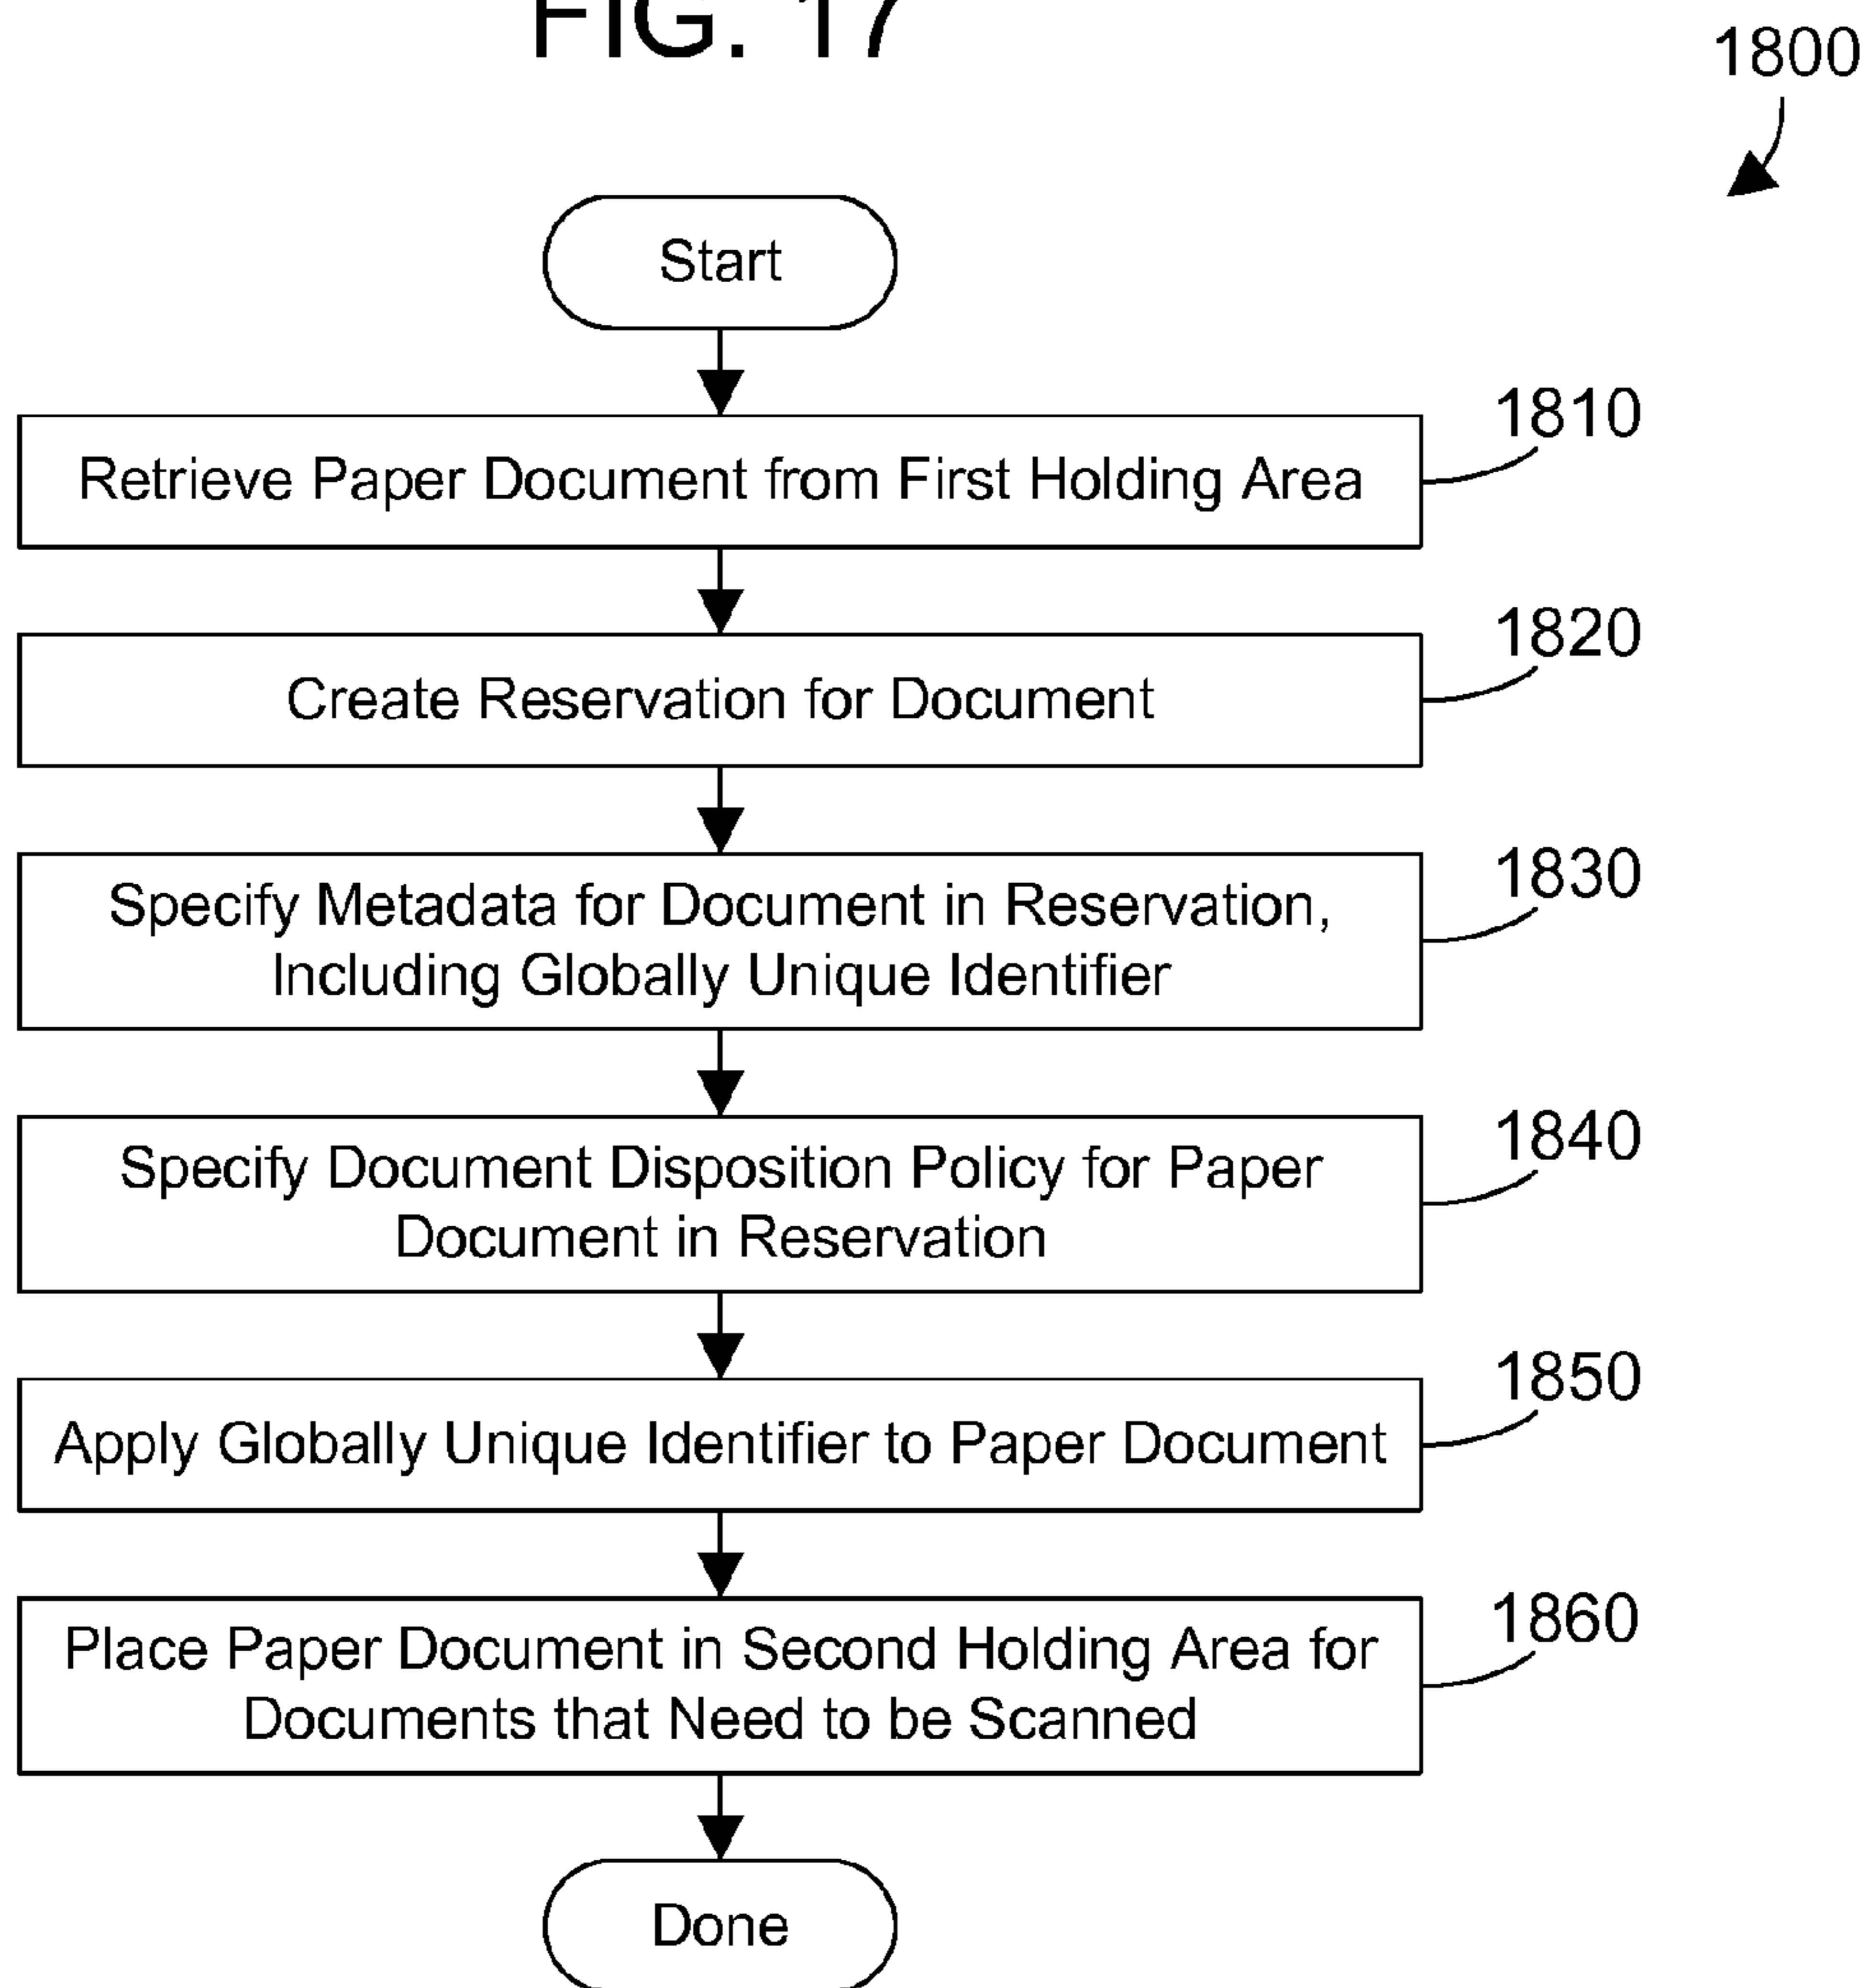 FIG. 17
1800
Start
1810
Retrieve Paper Document from First Holding Area
1820
Create Reservation for Document
1830
Specify Metadata for Document in Reservation,
Including Globally Unique Identifier
1840
Specify Document Disposition Policy for Paper
Document in Reservation
1850
Apply Globally Unique Identifier to Paper Document
1860
Place Paper Document in Second Holding Area for
Documents that Need to be Scanned
Done